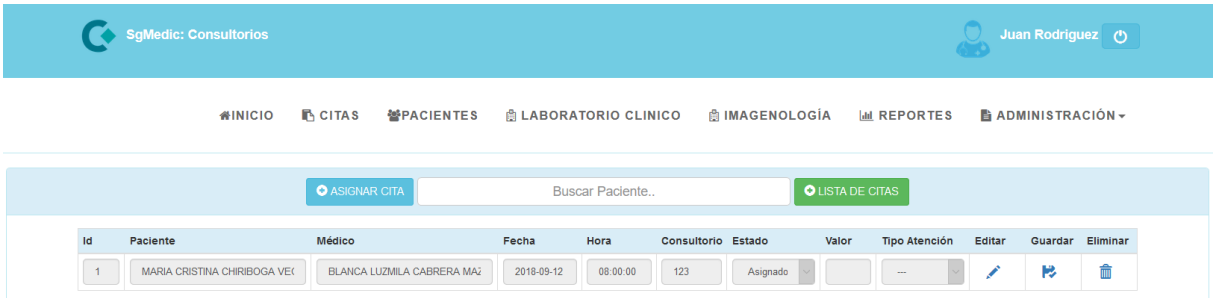 SgMedic: Consultorios Juan Rodriguez
INICIO CITAS PACIENTES LABORATORIO CLINICO IMAGENOLOGÍA REPORTES ADMINISTRACIÓN
ASIGNAR CITA Buscar Paciente.. LISTA DE CITAS
Id Paciente Médico Fecha Hora Consultorio Estado Valor Tipo Atención Editar Guardar Eliminar
1 MARIA CRISTINA CHIRIBOGA BLANCA LUZMILA CABRERA 2018-09-12 08:00:00 123 Asignado ---